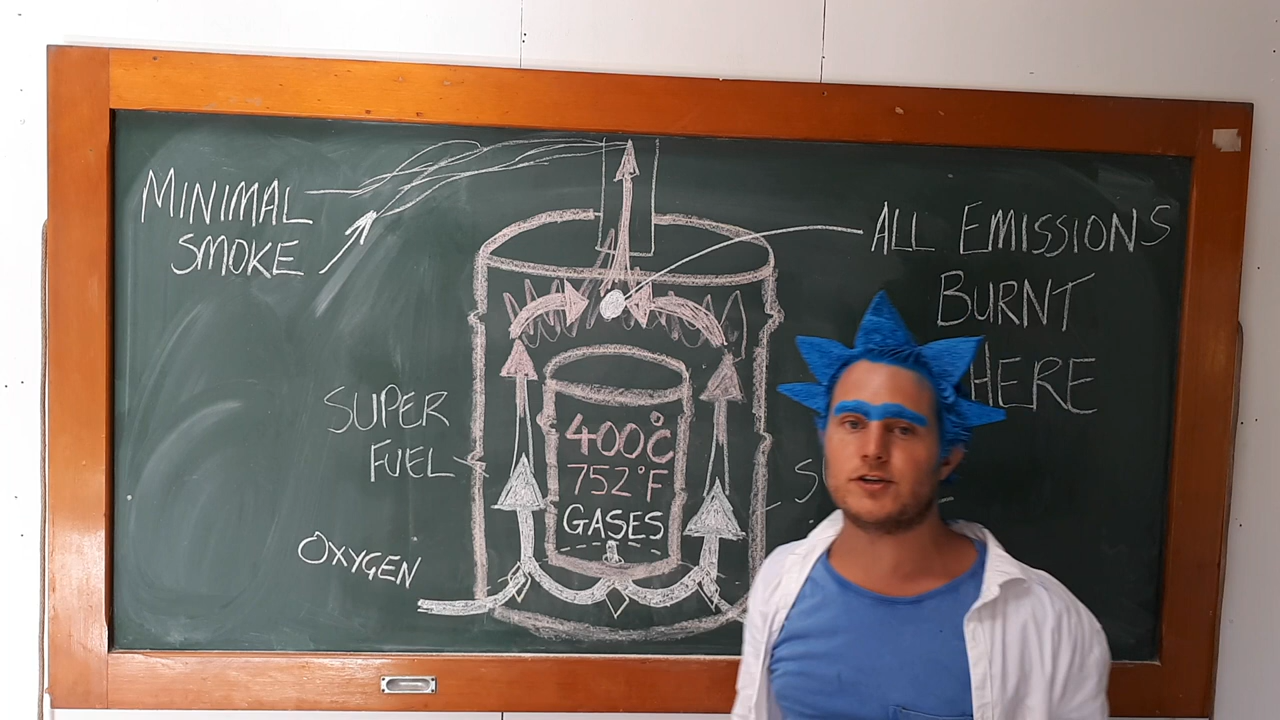 MINIMAL
SMOKE
ALL EMISSIONS
BURNT
HERE
SUPER
FUEL
400°C
752°F
GASES
OXYGEN